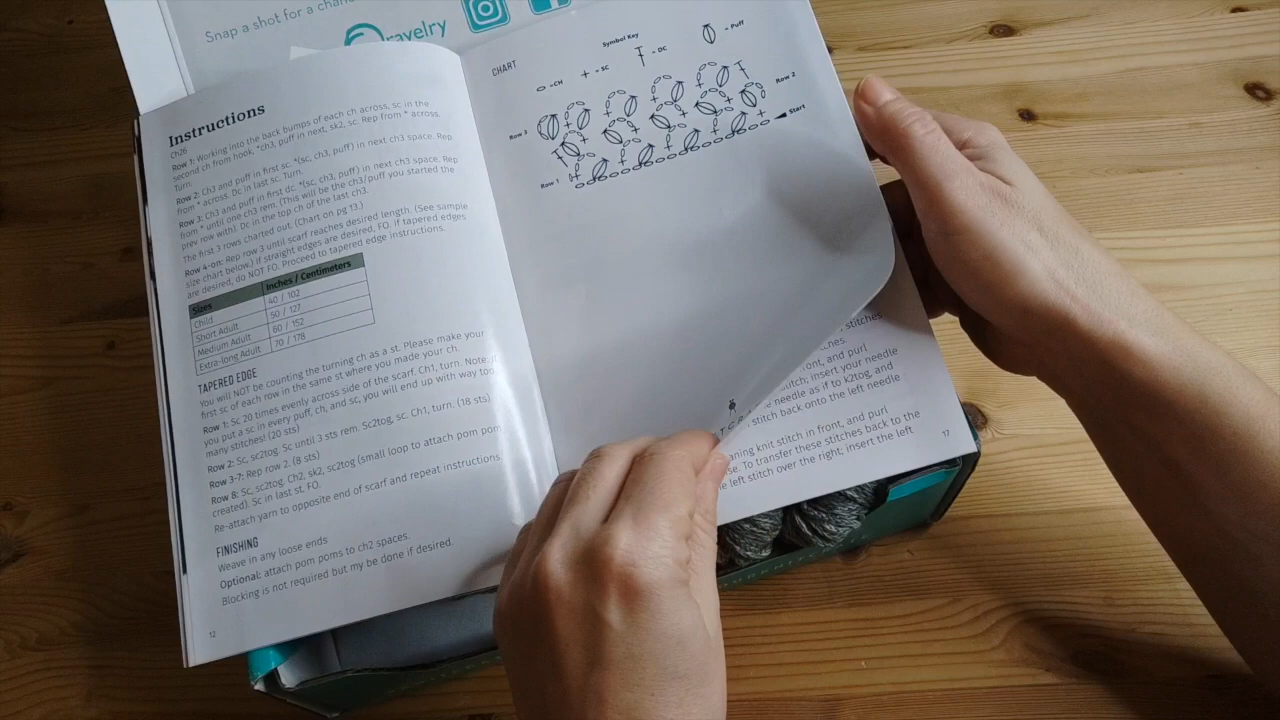 Snap a shot for a chan
Ravelry
Instructions
Ch26
Row 1: Working into the back bumps of each ch across, sc in the
second ch from hook, *ch3, puff in next, sk2, sc. Rep from * across.
Turn.
Row 2: Ch3 and puff in first sc. *(sc, ch3, puff) in next ch3 space. Rep
from * across. Dc in last sc. Turn.
Row 3: Ch3 and puff in first dc. *(sc, ch3, puff) in next ch3 space. Rep
from * until one ch3 rem. (This will be the ch3/puff you started the
prev row with). Dc in the top ch of the last ch3.
The first 3 rows charted out. (Chart on pg 13.)
Row 4-on: Rep row 3 until scarf reaches desired length. (See sample
size chart below.) If straight edges are desired, FO. If tapered edges
are desired, do NOT FO. Proceed to tapered edge instructions.
Sizes Inches / Centimeters
Child 40 / 102
Short Adult 50 / 127
Medium Adult 60 / 152
Extra-long Adult 70 / 178
TAPERED EDGE
You will NOT be counting the turning ch as a st. Please make your
first sc of each row in the same st where you made your ch.
Row 1: Sc 20 times evenly across side of the scarf. Ch1, turn. Note: if
you put a sc in every puff, ch, and sc, you will end up with way too
many stitches! (20 sts)
Row 2: Sc, sc2tog. Sc until 3 sts rem. Sc2tog, sc. Ch1, turn. (18 sts)
Row 3-7: Rep row 2. (8 sts)
Row 8: Sc, sc2tog. Ch2, sk2, sc2tog (small loop to attach pom pom
created). Sc in last st. FO.
Re-attach yarn to opposite end of scarf and repeat instructions.
FINISHING
Weave in any loose ends
Optional: attach pom poms to ch2 spaces.
Blocking is not required but my be done if desired.
12
CHART
Symbol Key
=CH
= SC
= DC
= Puff
Row 3
Row 2
Row 1
Start
stitches
front, and purl
stitch; insert your needle
needle as if to k2tog, and
stitch back onto the left needle
knit stitch in front, and purl
To transfer these stitches back to the
left stitch over the right; insert the left
17